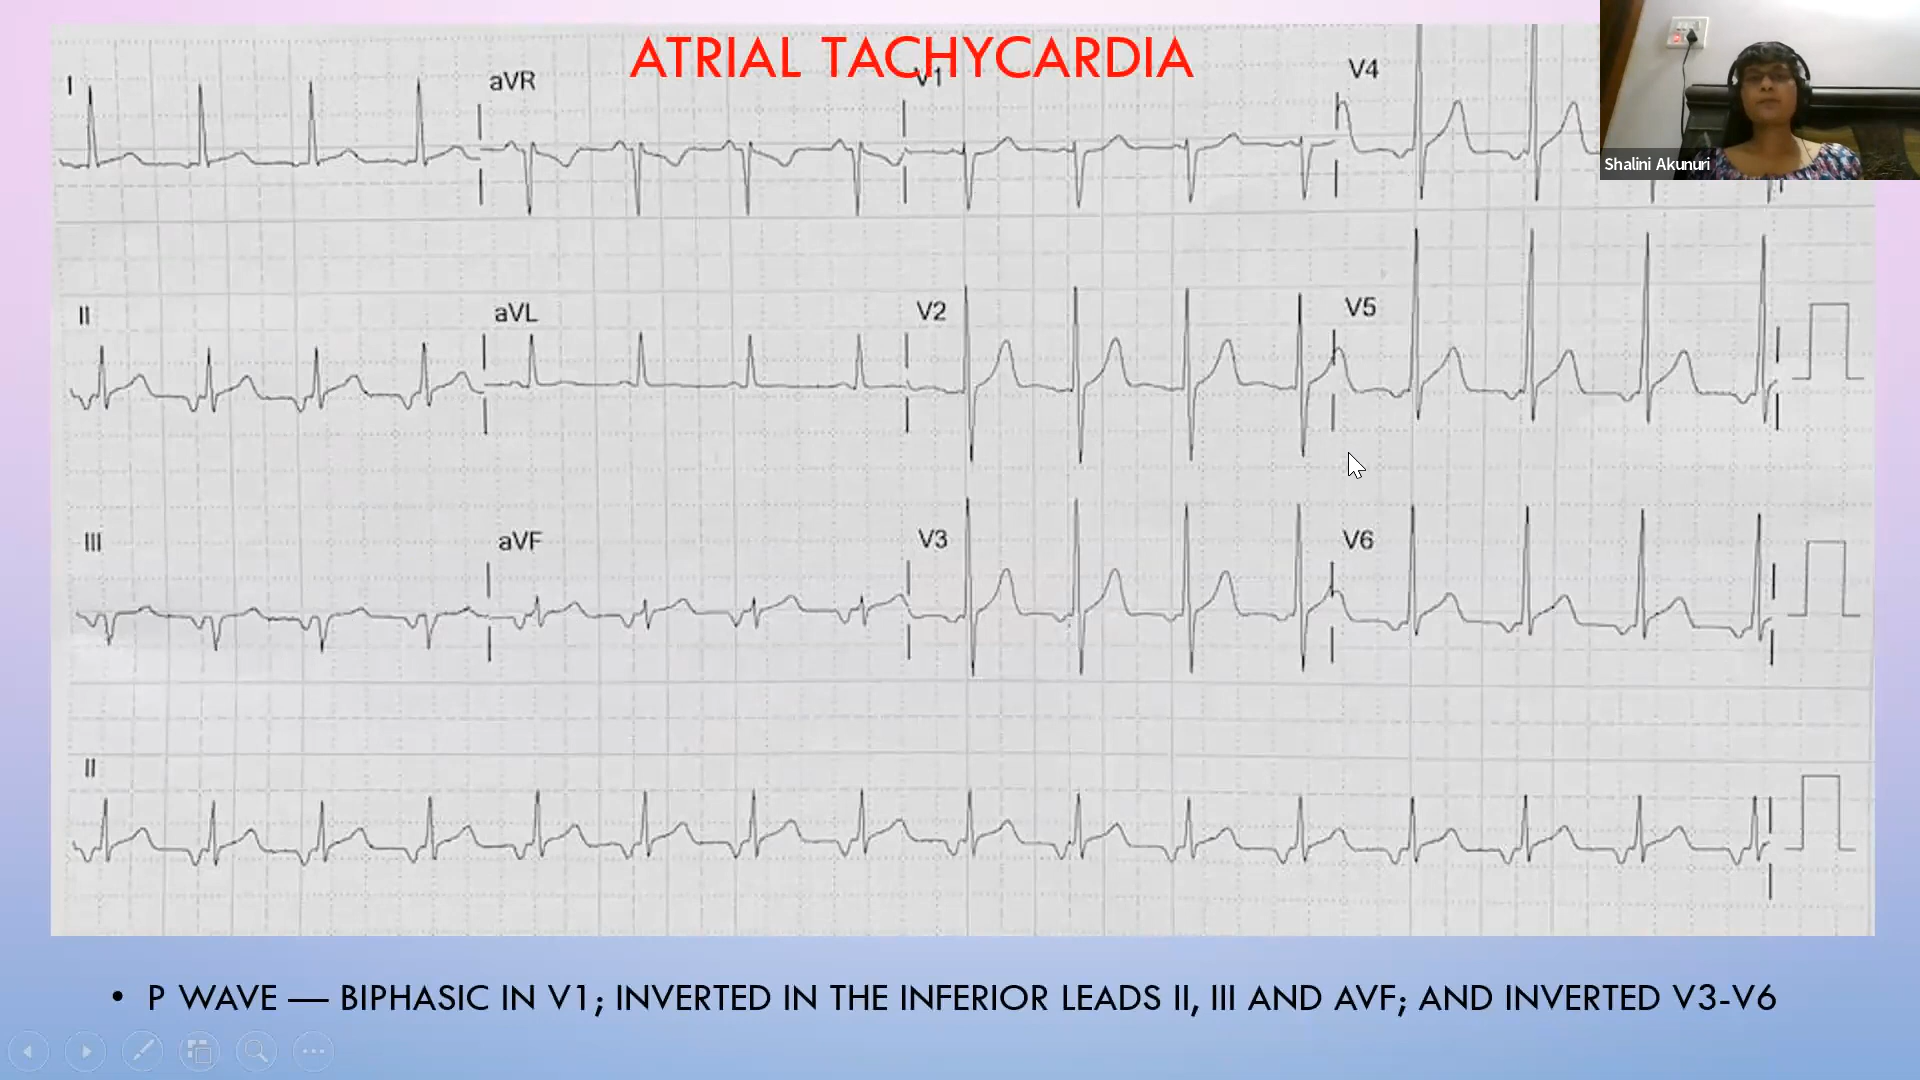 ATRIAL TACHYCARDIA
I
aVR
V1
V4
Shalini Akunuri
II
aVL
V2
V5
III
aVF
V3
V6
II
• P WAVE — BIPHASIC IN V1; INVERTED IN THE INFERIOR LEADS II, III AND AVF; AND INVERTED V3-V6